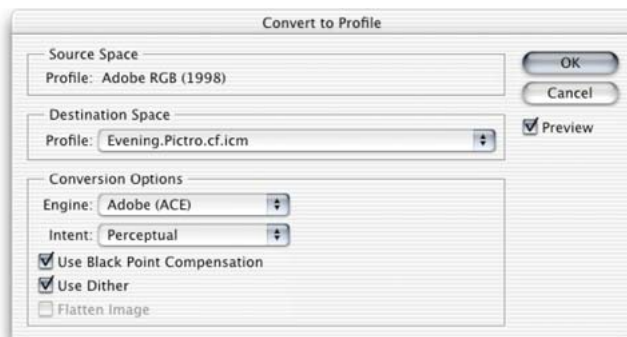 Convert to Profile
Source Space
Profile: Adobe RGB (1998)
OK
Cancel
Preview
Destination Space
Profile: Evening.Pictro.cf.icm
Conversion Options
Engine: Adobe (ACE)
Intent: Perceptual
Use Black Point Compensation
Use Dither
Flatten Image